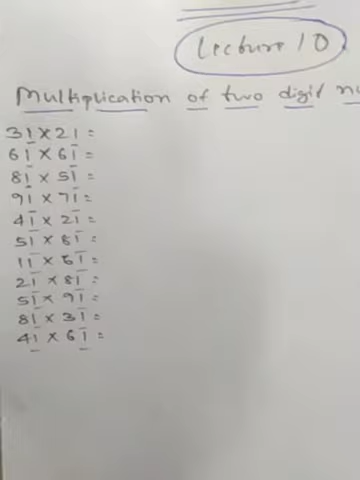 Lecture 10
Multiplication of two digit
31 × 21 =
61 × 61 =
81 × 51 =
91 × 71 =
41 × 21 =
51 × 81 =
11 × 61 =
21 × 81 =
51 × 91 =
81 × 31 =
41 × 61 =